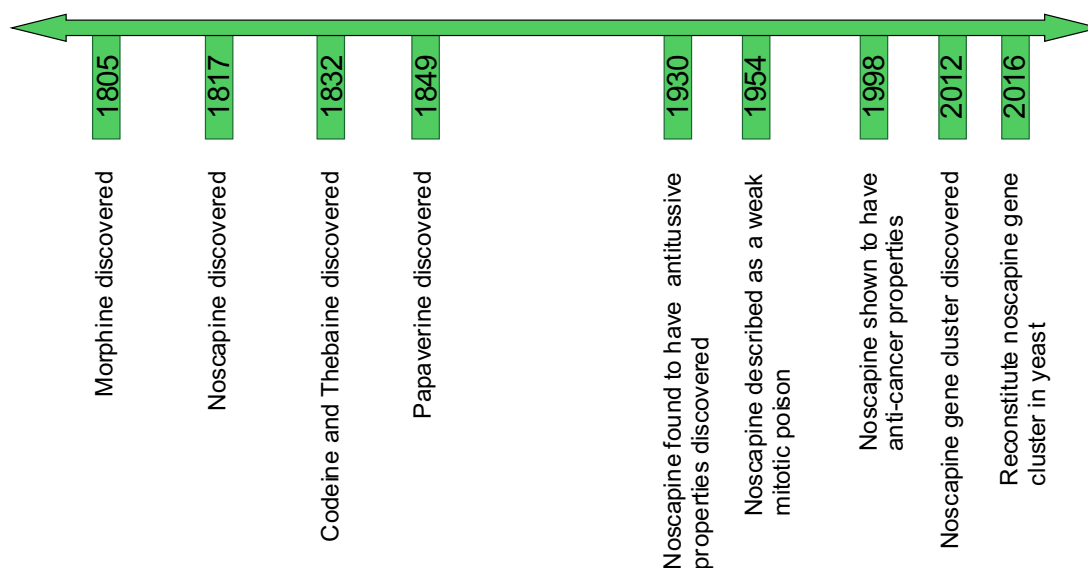 1805
Morphine discovered
1817
Noscapine discovered
1832
Codeine and Thebaine discovered
1849
Papaverine discovered
1930
Noscapine found to have antitussive
properties discovered
1954
Noscapine described as a weak
mitotic poison
1998
Noscapine shown to have
anti-cancer properties
2012
Noscapine gene cluster discovered
2016
Reconstitute noscapine gene
cluster in yeast